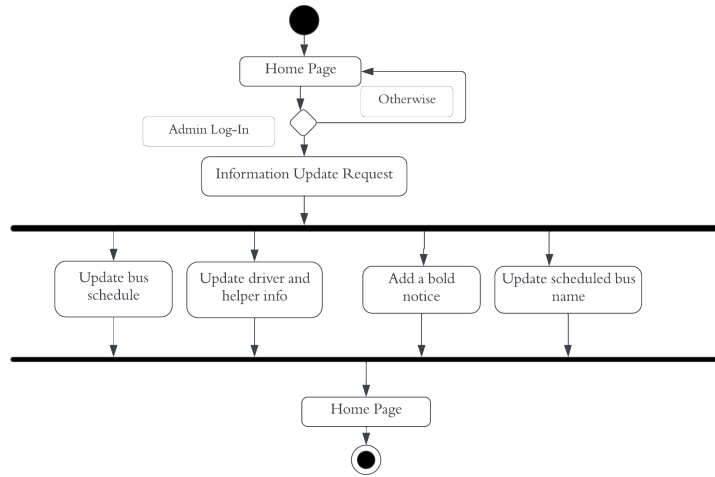 Home Page
Otherwise
Admin Log-In
Information Update Request
Update bus
schedule
Update driver and
helper info
Add a bold
notice
Update scheduled bus
name
Home Page